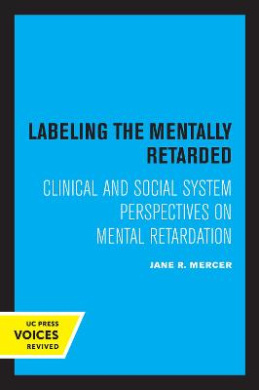 LABELING THE MENTALLY
RETARDED
CLINICAL AND SOCIAL SYSTEM
PERSPECTIVES ON
MENTAL RETARDATION
JANE R. MERCER
UC PRESS
VOICES
REVIVED